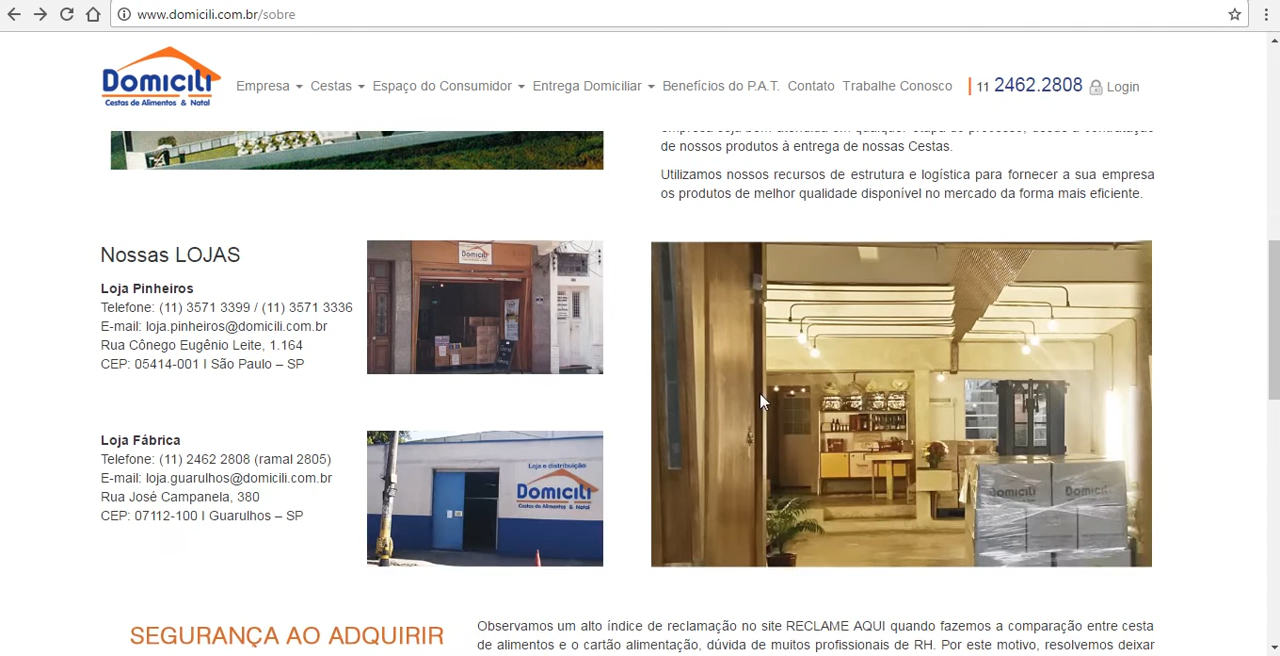 www.domicili.com.br/sobre
Domicili
Cestas de Alimentos & Natal
Empresa Cestas Espaço do Consumidor Entrega Domiciliar Benefícios do P.A.T. Contato Trabalhe Conosco 11 2462.2808 Login
de nossos produtos à entrega de nossas Cestas.
Utilizamos nossos recursos de estrutura e logística para fornecer a sua empresa
os produtos de melhor qualidade disponível no mercado da forma mais eficiente.
Nossas LOJAS
Loja Pinheiros
Telefone: (11) 3571 3399 / (11) 3571 3336
E-mail: loja.pinheiros@domicili.com.br
Rua Cônego Eugênio Leite, 1.164
CEP: 05414-001 I São Paulo – SP
Domicili
Loja Fábrica
Telefone: (11) 2462 2808 (ramal 2805)
E-mail: loja.guarulhos@domicili.com.br
Rua José Campanela, 380
CEP: 07112-100 I Guarulhos – SP
Loja e distribuição
Domicili
Cestas de Alimentos & Natal
Domicili Domicili
SEGURANÇA AO ADQUIRIR
Observamos um alto índice de reclamação no site RECLAME AQUI quando fazemos a comparação entre cesta
de alimentos e o cartão alimentação, dúvida de muitos profissionais de RH. Por este motivo, resolvemos deixar